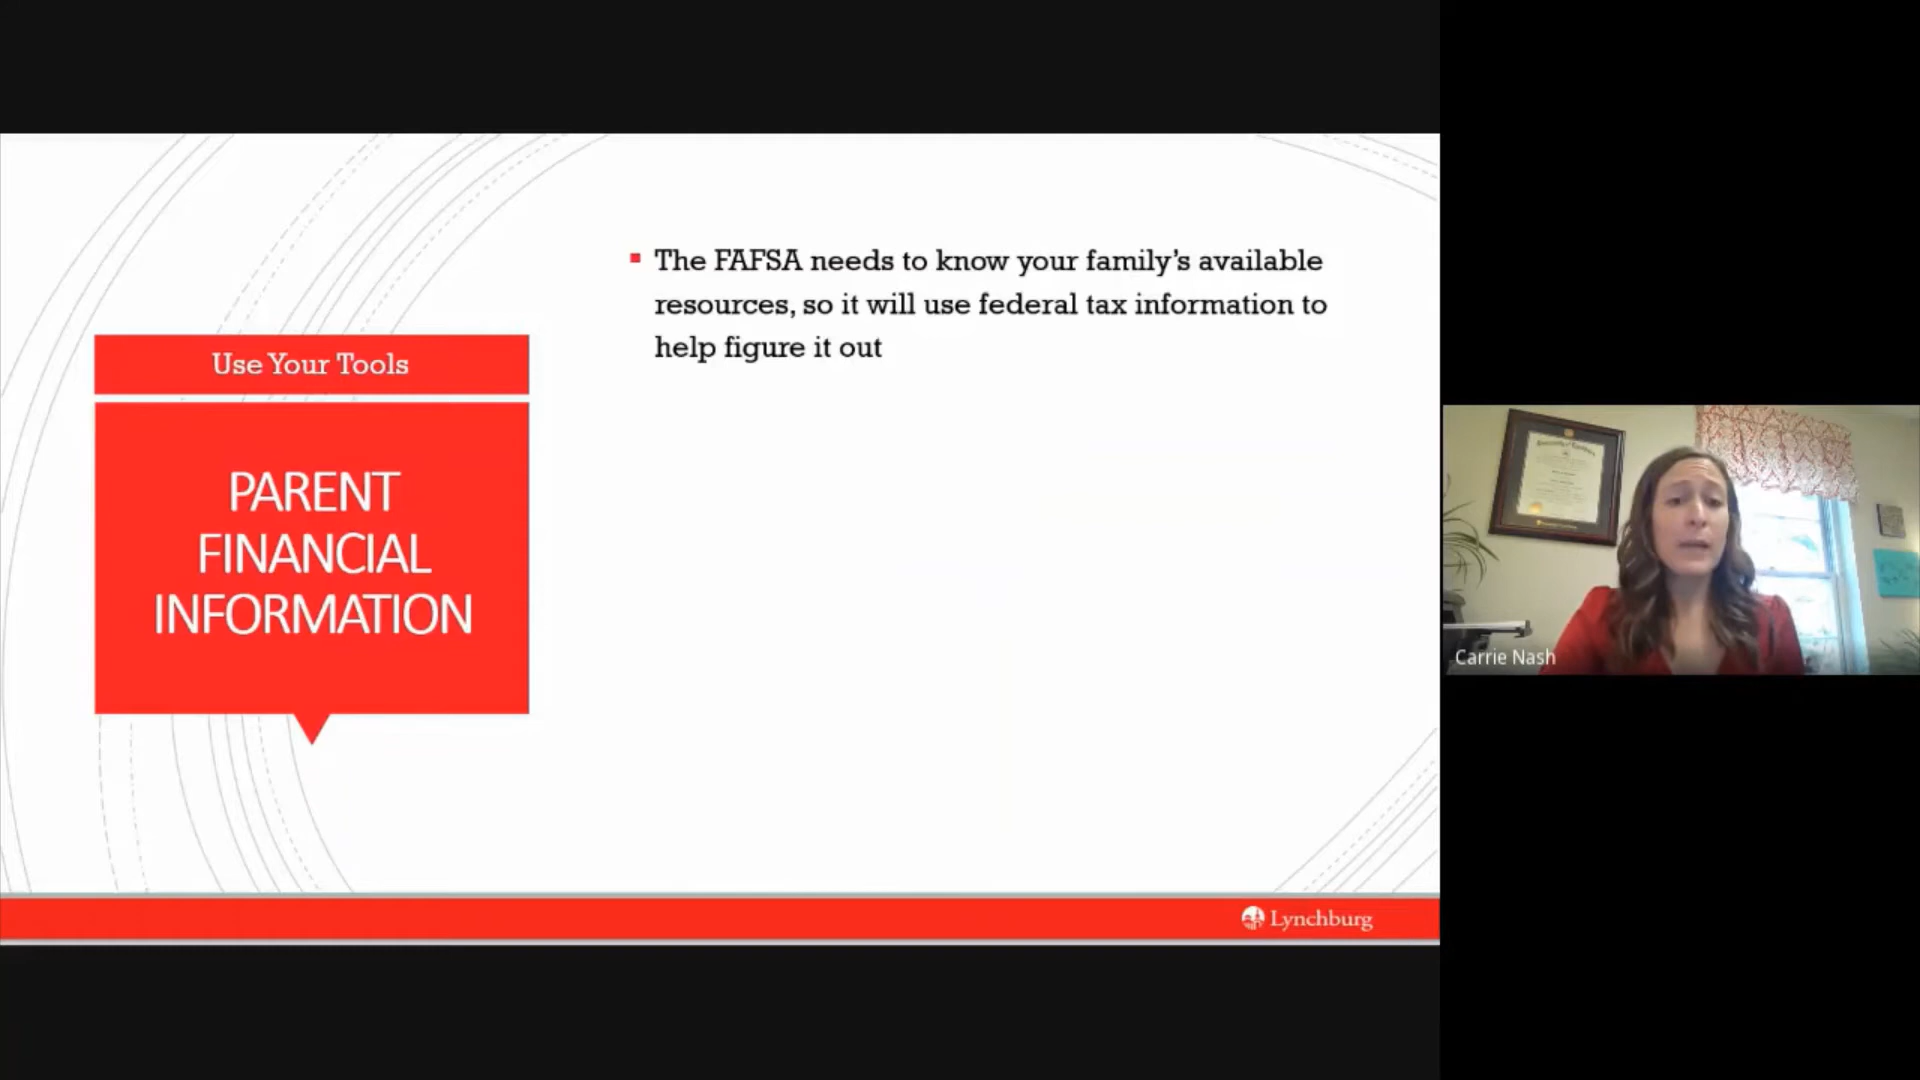 Use Your Tools
PARENT
FINANCIAL
INFORMATION
The FAFSA needs to know your family's available
resources, so it will use federal tax information to
help figure it out
Lynchburg
Carrie Nash